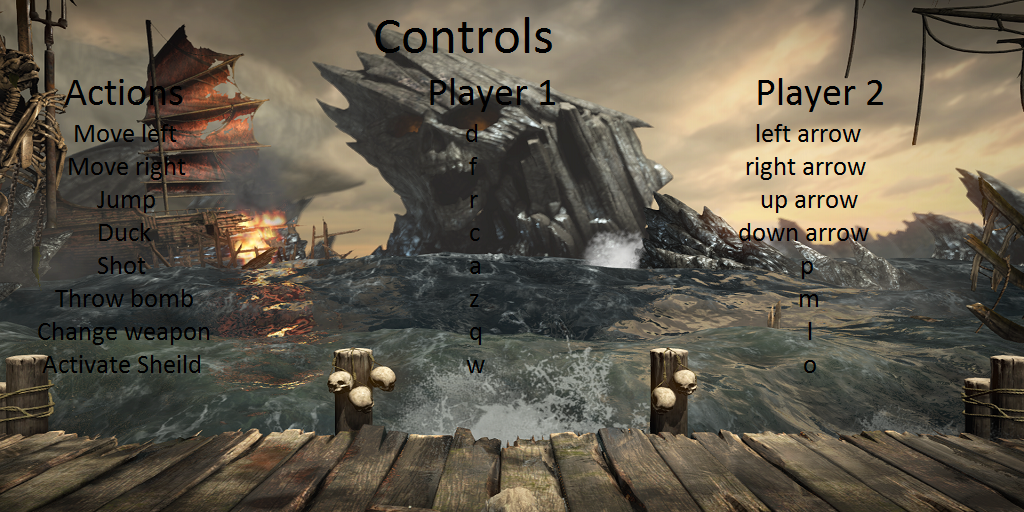 Controls
Actions Player 1 Player 2
Move left d left arrow
Move right f right arrow
Jump r up arrow
Duck c down arrow
Shot a p
Throw bomb z m
Change weapon q l
Activate Sheild w o